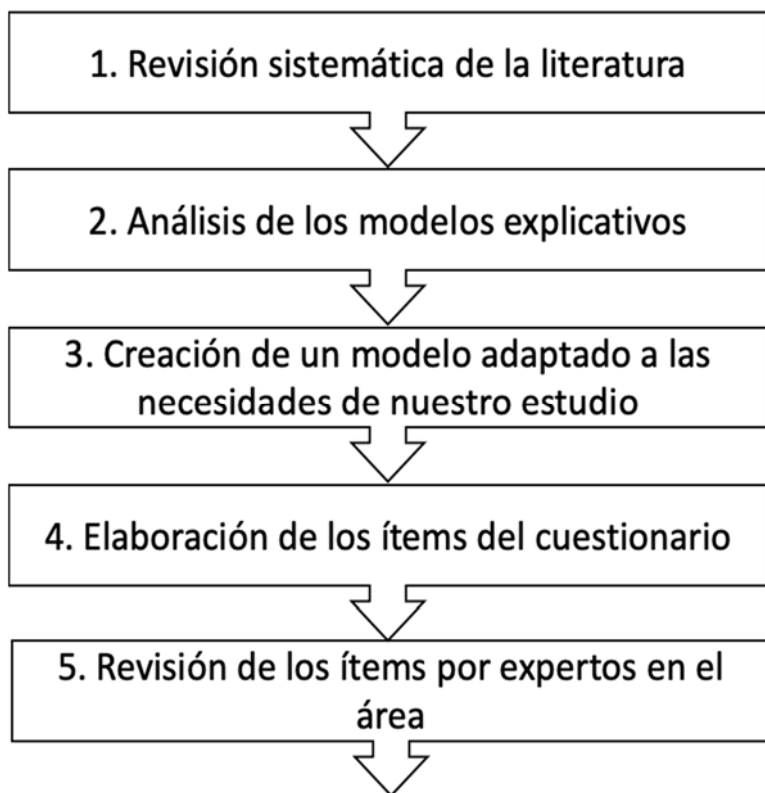 1. Revisión sistemática de la literatura
2. Análisis de los modelos explicativos
3. Creación de un modelo adaptado a las
necesidades de nuestro estudio
4. Elaboración de los ítems del cuestionario
5. Revisión de los ítems por expertos en el
área